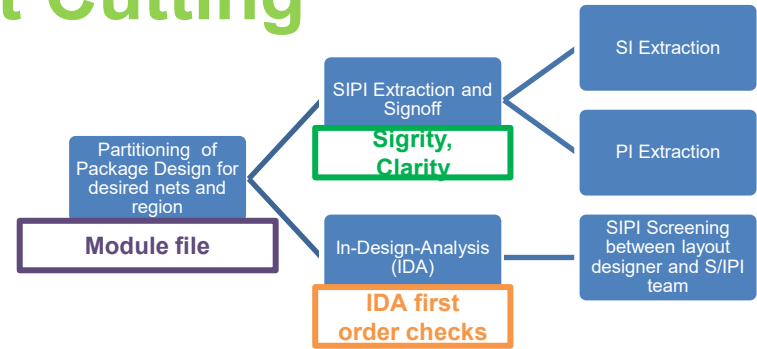 t Cutting
SI Extraction
SIPI Extraction and
Signoff
Sigrity,
Clarity
Partitioning of
Package Design for
desired nets and
region
Module file
PI Extraction
In-Design-Analysis
(IDA)
IDA first
order checks
SIPI Screening
between layout
designer and S/IPI
team